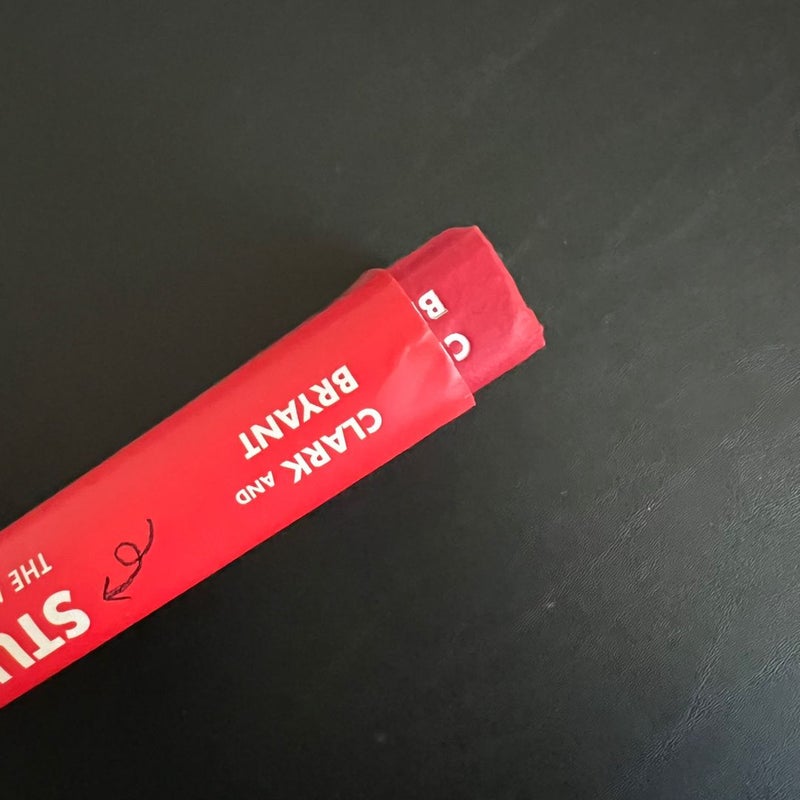 C
B
CLARK AND
BRYANT
STU
THE